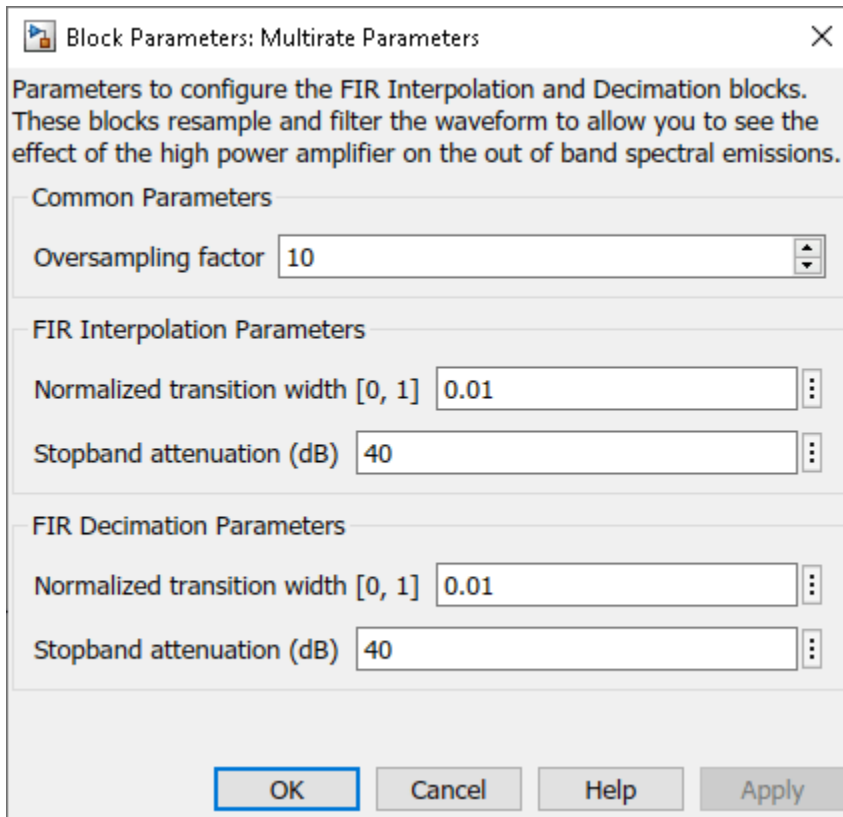 Block Parameters: Multirate Parameters
Parameters to configure the FIR Interpolation and Decimation blocks.
These blocks resample and filter the waveform to allow you to see the
effect of the high power amplifier on the out of band spectral emissions.
Common Parameters
Oversampling factor 10
FIR Interpolation Parameters
Normalized transition width [0, 1] 0.01
Stopband attenuation (dB) 40
FIR Decimation Parameters
Normalized transition width [0, 1] 0.01
Stopband attenuation (dB) 40
OK Cancel Help Apply